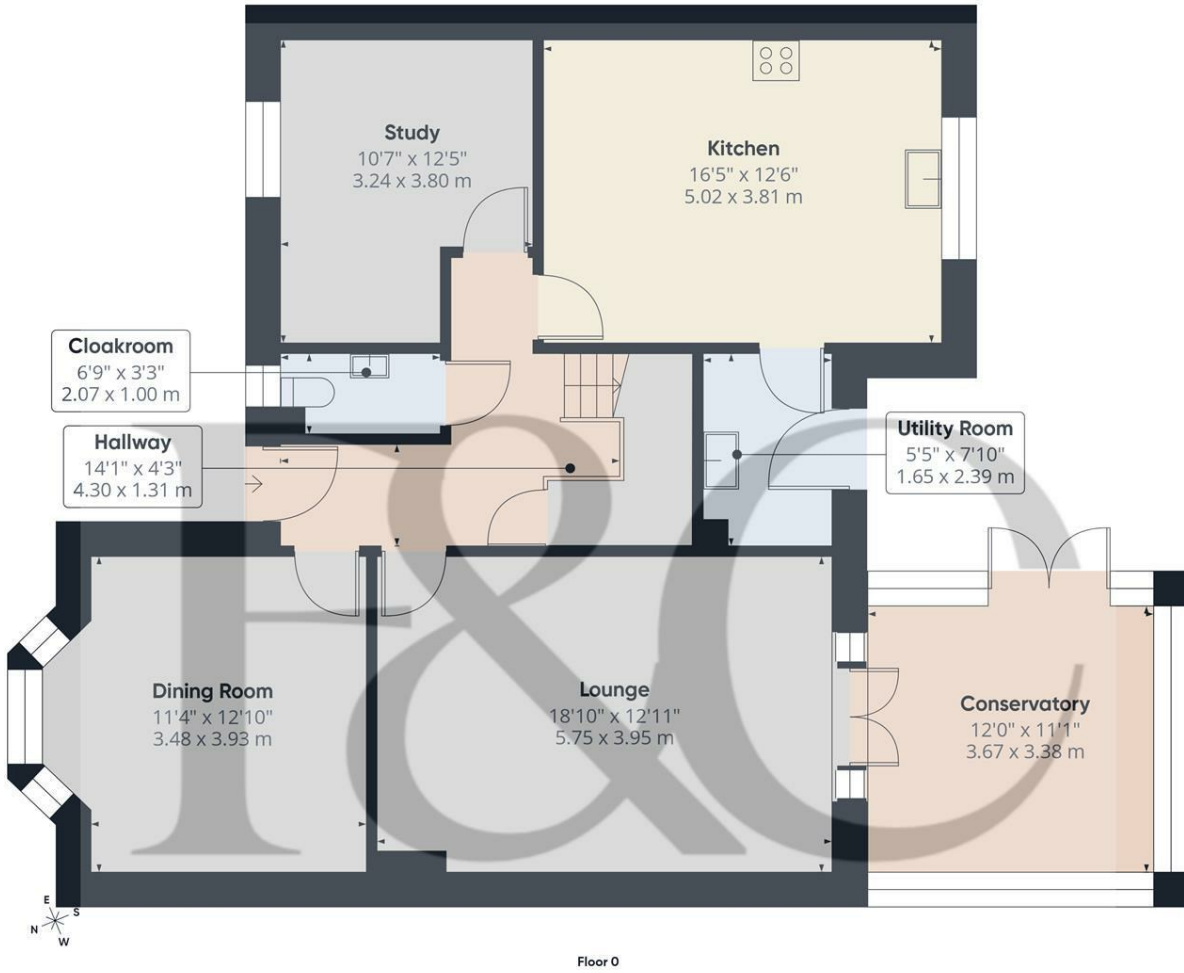 Study
10'7" x 12'5"
3.24 x 3.80 m
Kitchen
16'5" x 12'6"
5.02 x 3.81 m
Cloakroom
6'9" x 3'3"
2.07 x 1.00 m
Hallway
14'1" x 4'3"
4.30 x 1.31 m
Utility Room
5'5" x 7'10"
1.65 x 2.39 m
Dining Room
11'4" x 12'10"
3.48 x 3.93 m
Lounge
18'10" x 12'11"
5.75 x 3.95 m
Conservatory
12'0" x 11'1"
3.67 x 3.38 m
F&C
E
S
N
W
Floor 0